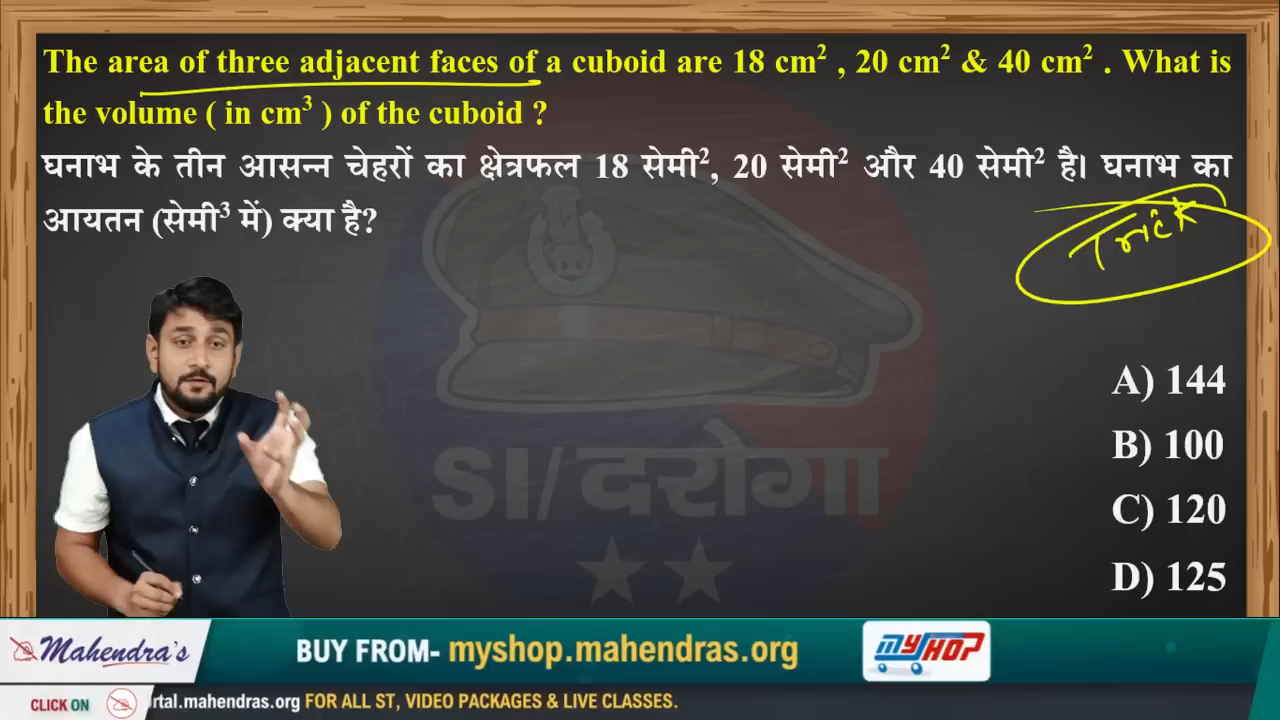 The area of three adjacent faces of a cuboid are 18 cm² , 20 cm² & 40 cm² . What is
the volume ( in cm³ ) of the cuboid ?
घनाभ के तीन आसन्न चेहरों का क्षेत्रफल 18 सेमी², 20 सेमी² और 40 सेमी² है। घनाभ का
आयतन (सेमी³ में) क्या है?
Trick
A) 144
B) 100
C) 120
D) 125
SI/दरोगा
Mahendra's
BUY FROM- myshop.mahendras.org
MYSHOP
CLICK ON
rtal.mahendras.org FOR ALL ST, VIDEO PACKAGES & LIVE CLASSES.